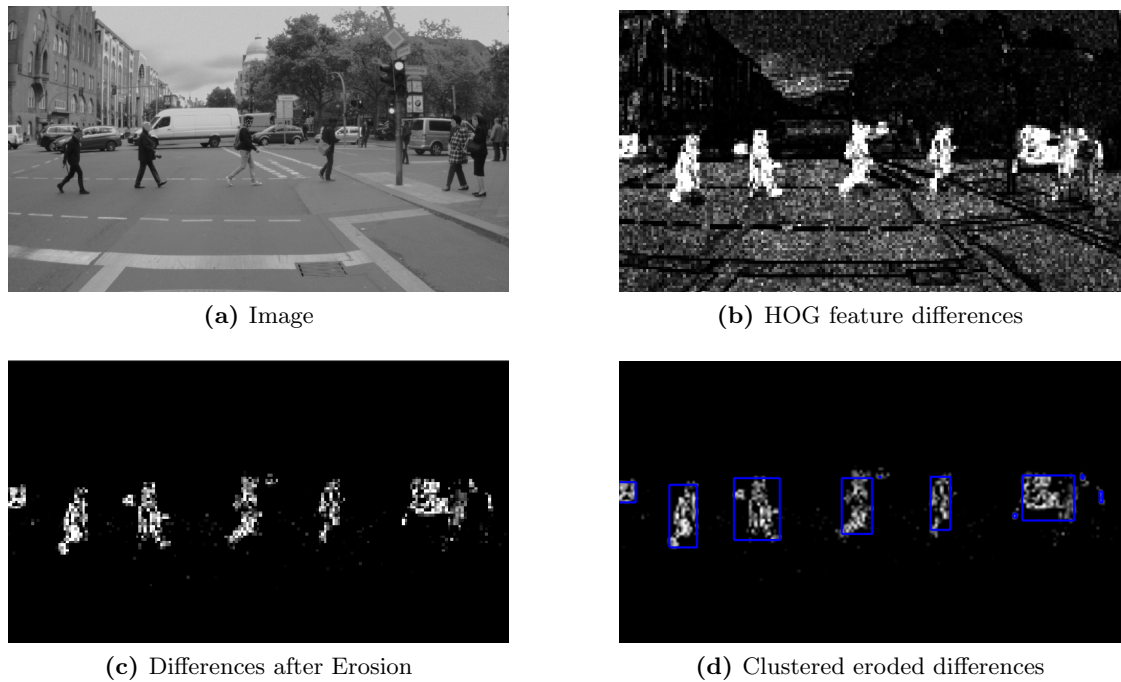 (a) Image
(b) HOG feature differences
(c) Differences after Erosion
(d) Clustered eroded differences